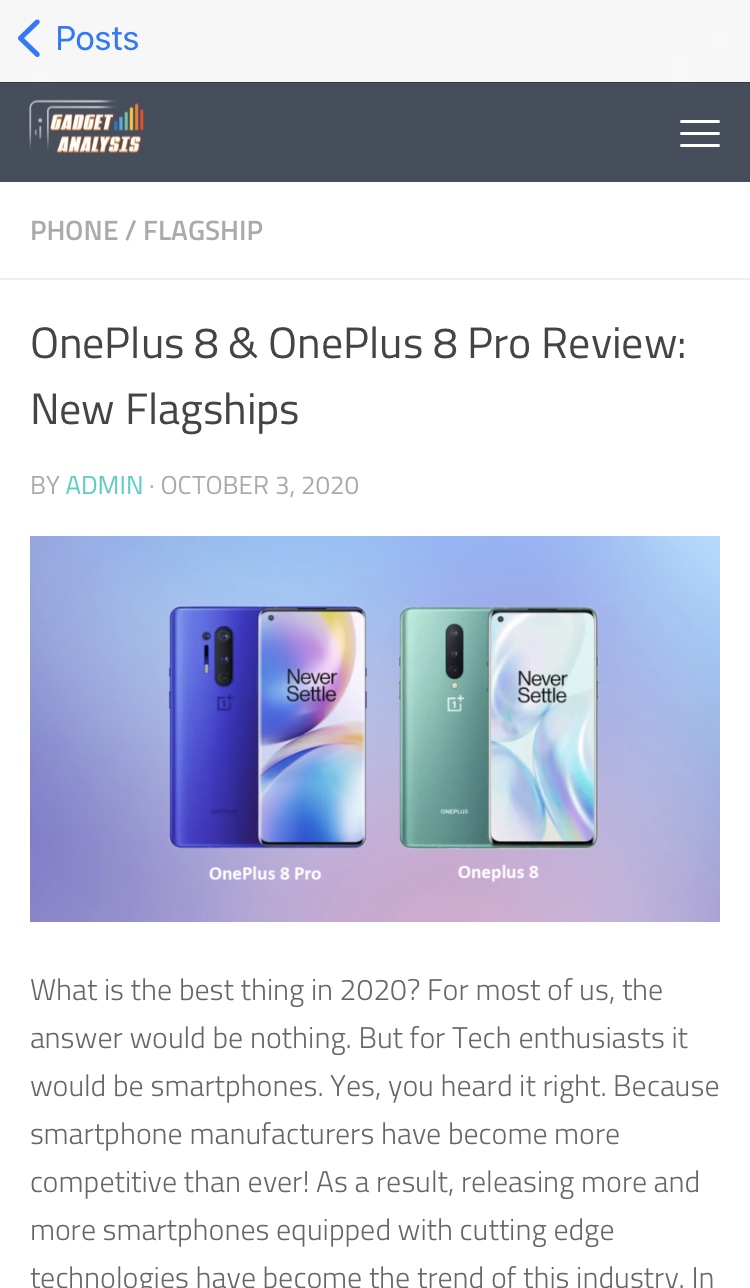 Posts
GADGET
ANALYSIS
PHONE / FLAGSHIP
OnePlus 8 & OnePlus 8 Pro Review:
New Flagships
BY ADMIN · OCTOBER 3, 2020
Never
Settle
Never
Settle
ONEPLUS
OnePlus 8 Pro
Oneplus 8
What is the best thing in 2020? For most of us, the
answer would be nothing. But for Tech enthusiasts it
would be smartphones. Yes, you heard it right. Because
smartphone manufacturers have become more
competitive than ever! As a result, releasing more and
more smartphones equipped with cutting edge
technologies have become the trend of this industry. In